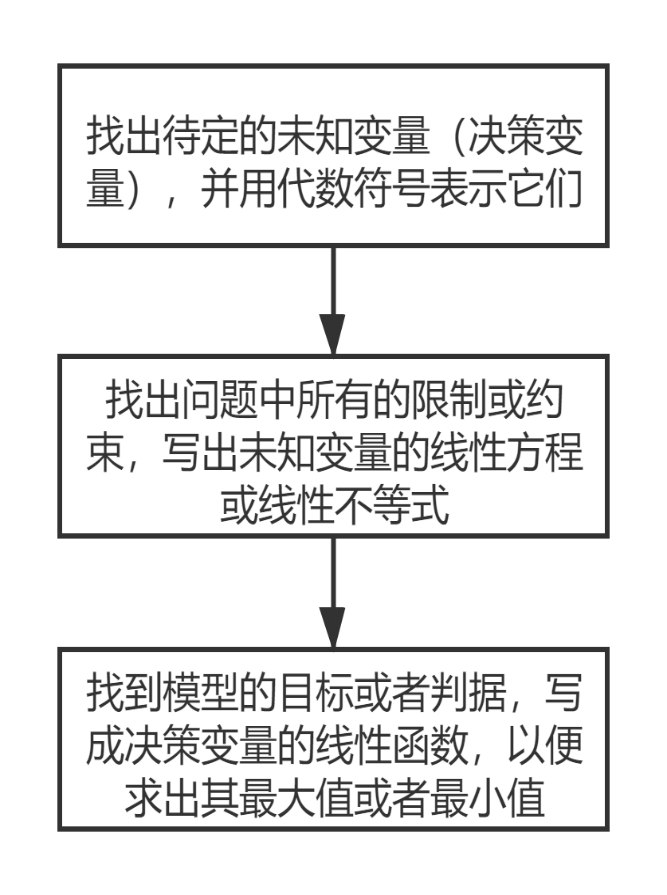 找出待定的未知变量（决策变
量），并用代数符号表示它们
找出问题中所有的限制或约
束，写出未知变量的线性方程
或线性不等式
找到模型的目标或者判据，写
成决策变量的线性函数，以便
求出其最大值或者最小值